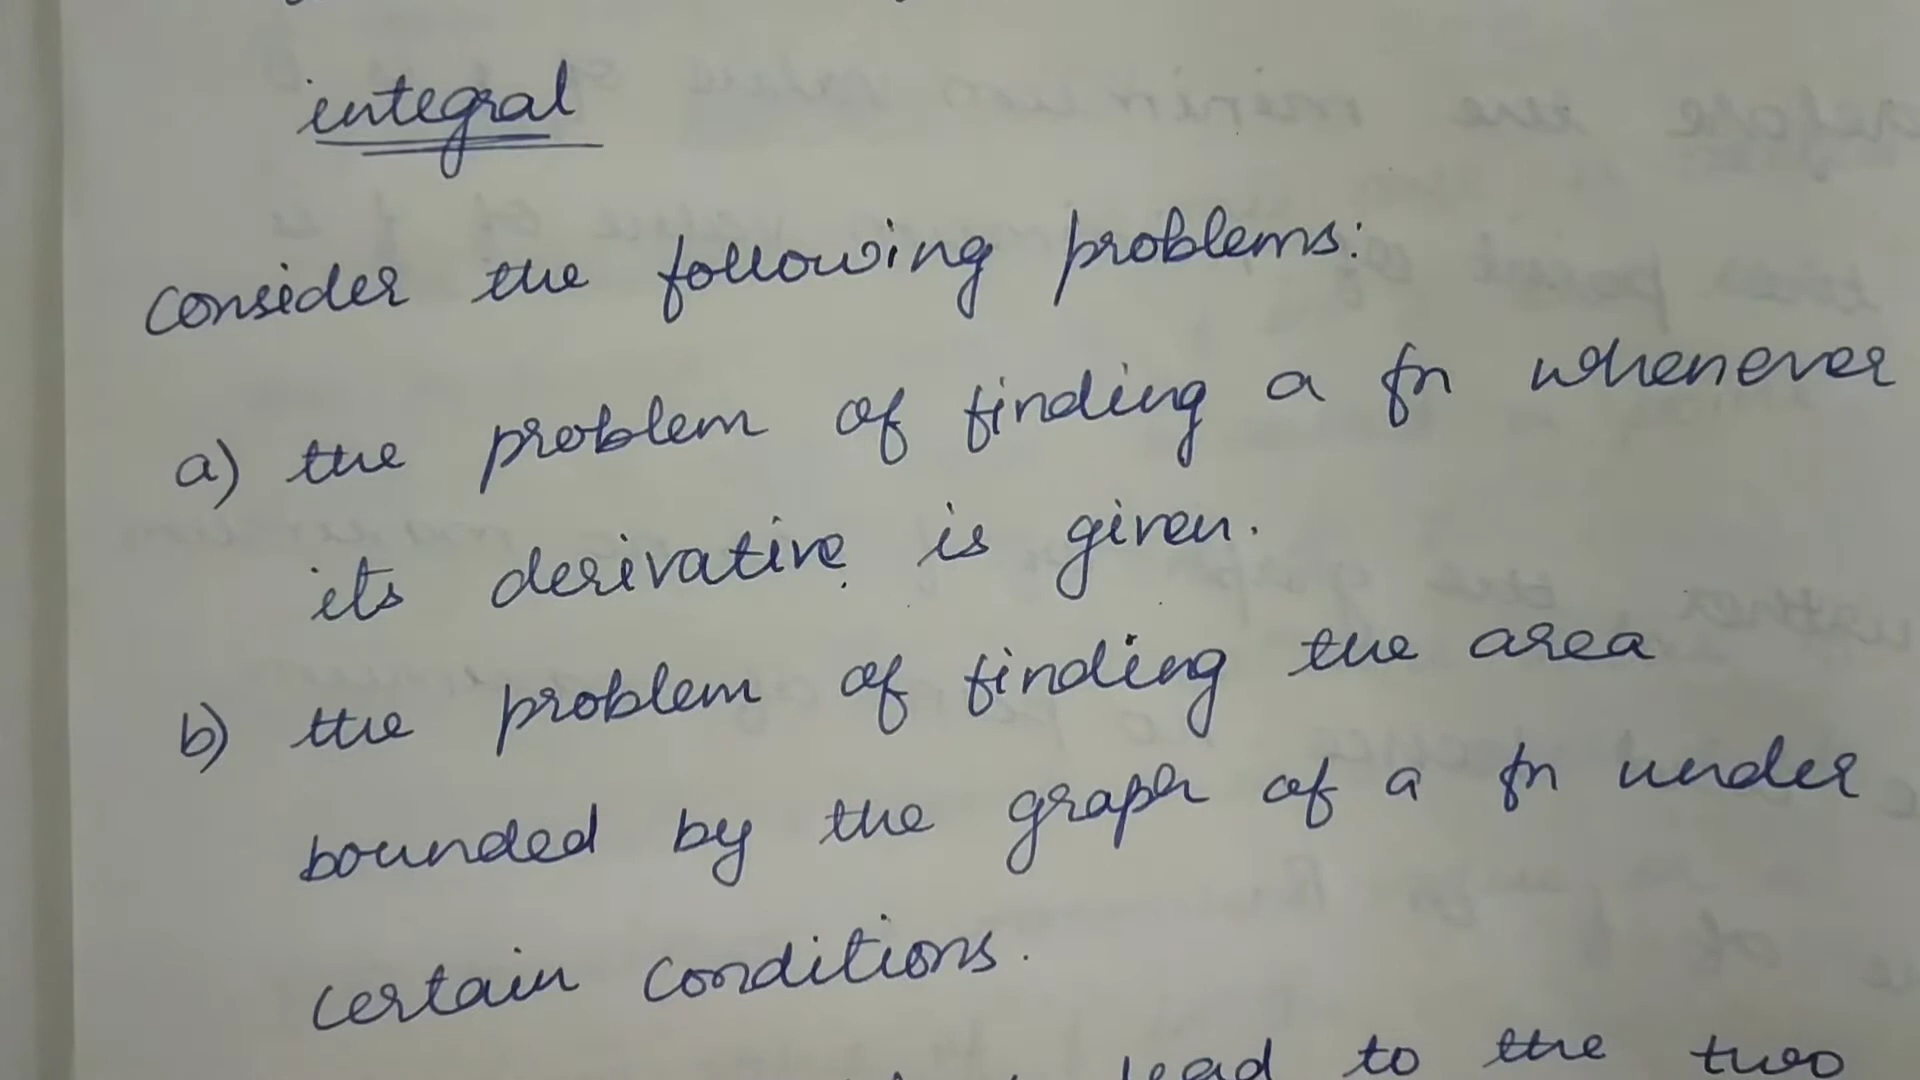 integral
consider the following problems:
a) the problem of finding a fn whenever
its derivative is given.
b) the problem of finding the area
bounded by the graph of a fn under
certain conditions.
lead to the two